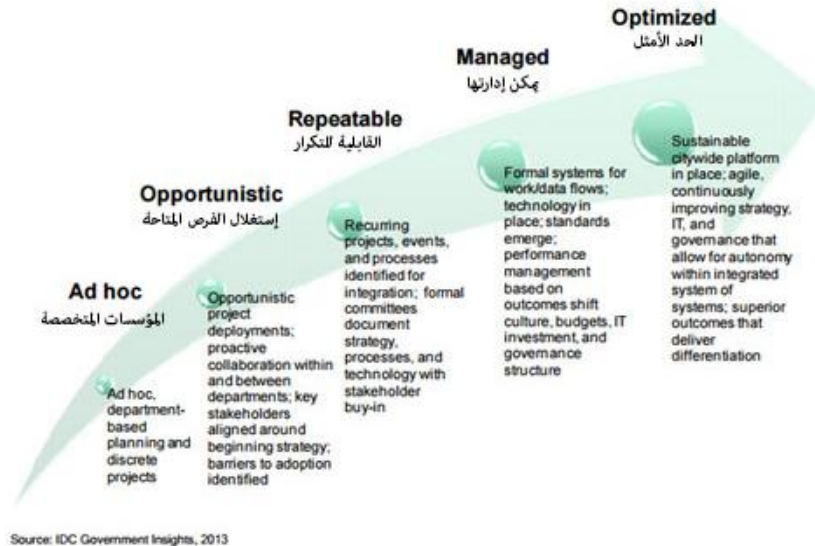 Ad hoc
المؤسسات المتخصصة
Ad hoc,
department-
based
planning and
discrete
projects
Opportunistic
إستغلال الفرص المتاحة
Opportunistic
project
deployments;
proactive
collaboration within
and between
departments; key
stakeholders
aligned around
beginning strategy;
barriers to adoption
identified
Repeatable
القابلية للتكرار
Recurring
projects, events,
and processes
identified for
integration; formal
committees
document
strategy,
processes, and
technology with
stakeholder
buy-in
Managed
يمكن إدارتها
Formal systems for
work/data flows;
technology in
place; standards
emerge;
performance
management
based on
outcomes shift
culture, budgets, IT
investment, and
governance
structure
Optimized
الحد الأمثل
Sustainable
citywide platform
in place; agile,
continuously
improving strategy,
IT, and
governance that
allow for autonomy
within integrated
system of
systems; superior
outcomes that
deliver
differentiation
Source: IDC Government Insights, 2013